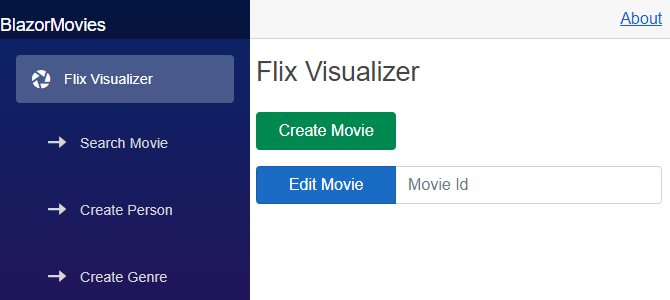 BlazorMovies
About
Flix Visualizer
Search Movie
Create Person
Create Genre
Flix Visualizer
Create Movie
Edit Movie Movie Id